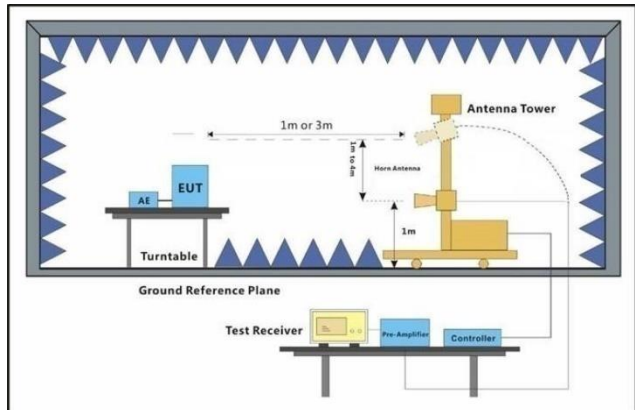 Antenna Tower
1m or 3m
1m to 4m
Horn Antenna
EUT
AE
1m
Turntable
Ground Reference Plane
Test Receiver
Pre-Amplifier
Controller